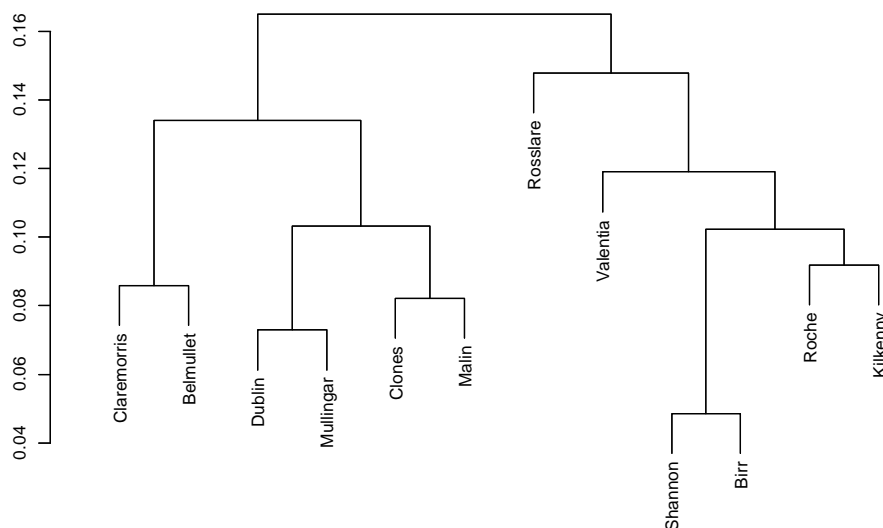 0.16
0.14
0.12
0.10
0.08
0.06
0.04
Claremorris
Belmullet
Dublin
Mullingar
Clones
Malin
Rosslare
Valentia
Shannon
Birr
Roche
Kilkenny